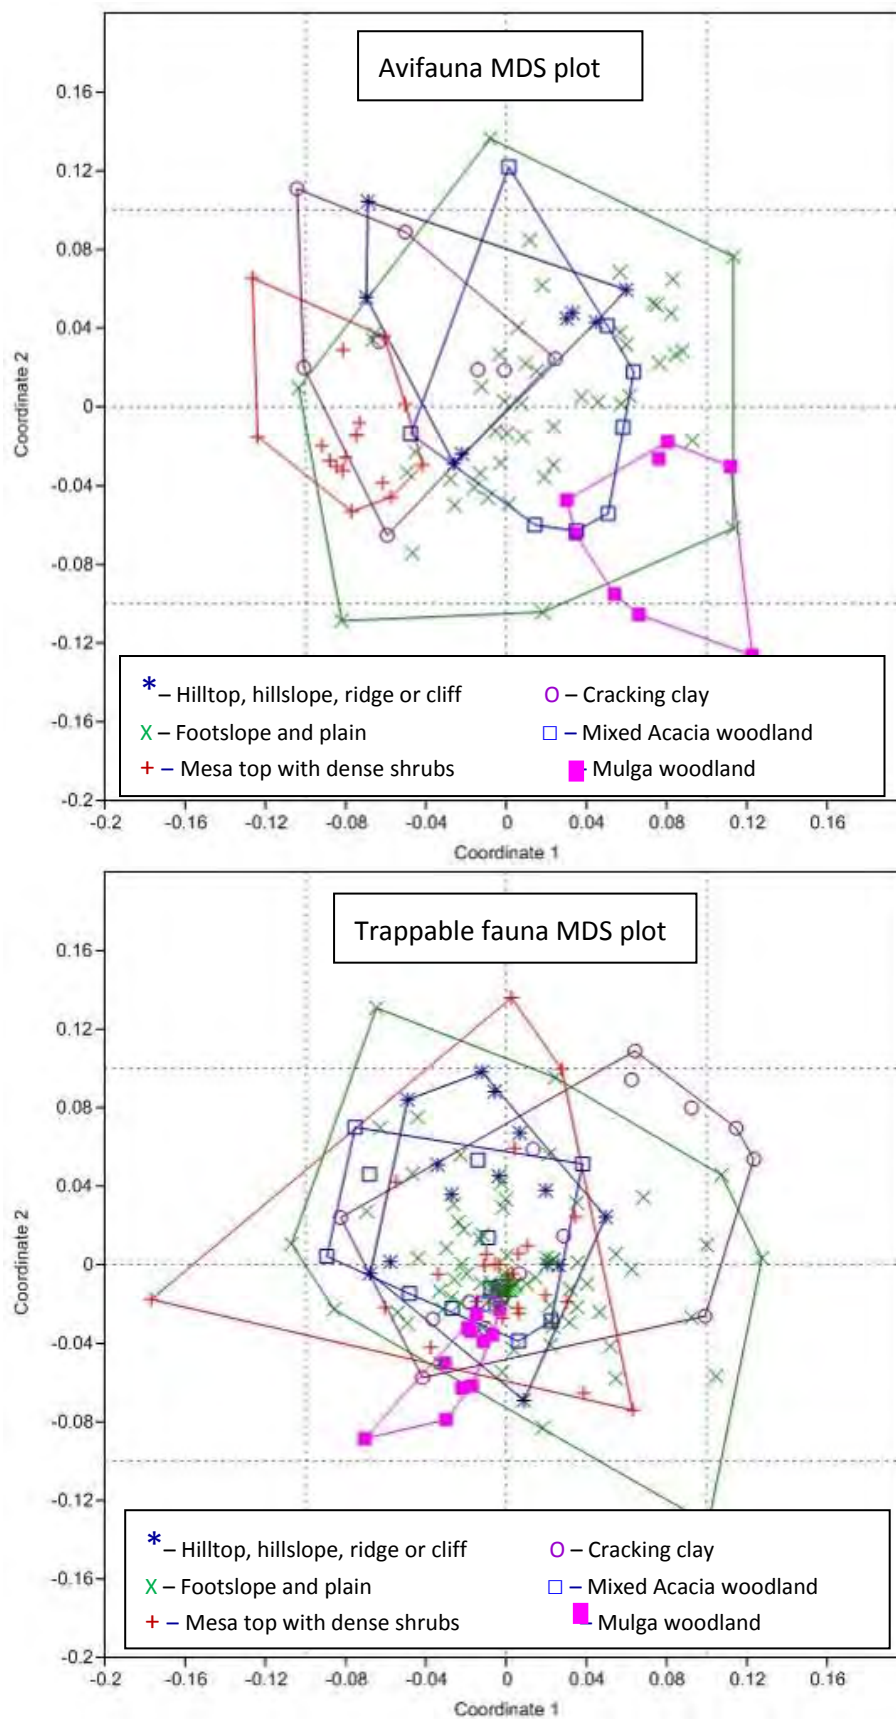 Avifauna MDS plot
0.16
0.12
0.08
0.04
0
-0.04
-0.08
-0.12
-0.16
-0.2
Coordinate 2
* – Hilltop, hillslope, ridge or cliff
O – Cracking clay
X – Footslope and plain
□ – Mixed Acacia woodland
+ – Mesa top with dense shrubs
■ – Mulga woodland
-0.2 -0.16 -0.12 -0.08 -0.04 0 0.04 0.08 0.12 0.16
Coordinate 1
Trappable fauna MDS plot
0.16
0.12
0.08
0.04
0
-0.04
-0.08
-0.12
-0.16
-0.2
Coordinate 2
* – Hilltop, hillslope, ridge or cliff
O – Cracking clay
X – Footslope and plain
□ – Mixed Acacia woodland
+ – Mesa top with dense shrubs
■ – Mulga woodland
-0.2 -0.16 -0.12 -0.08 -0.04 0 0.04 0.08 0.12 0.16
Coordinate 1